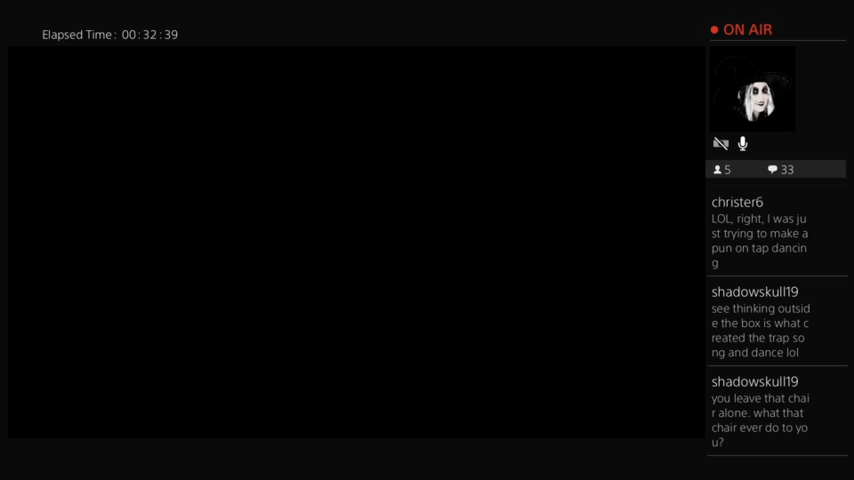 Elapsed Time: 00:32:39
ON AIR
5 33
christer6
LOL, right, I was ju
st trying to make a
pun on tap dancin
g
shadowskull19
see thinking outsid
e the box is what c
reated the trap so
ng and dance lol
shadowskull19
you leave that chai
r alone. what that
chair ever do to yo
u?